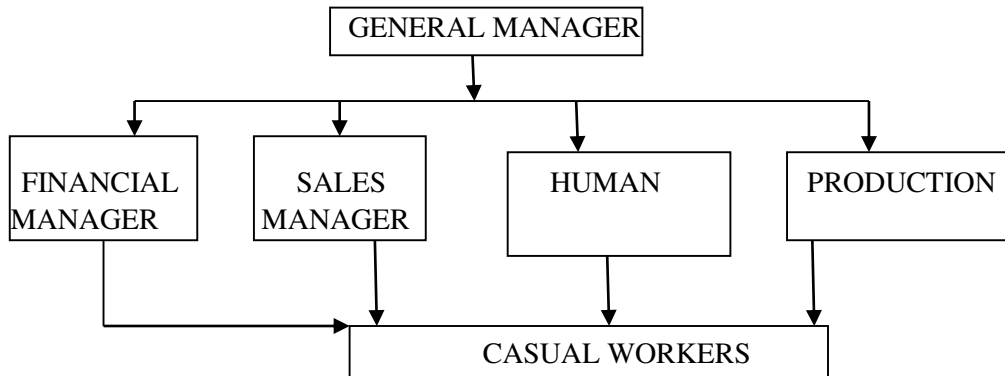 GENERAL MANAGER
FINANCIAL
MANAGER
SALES
MANAGER
HUMAN
PRODUCTION
CASUAL WORKERS